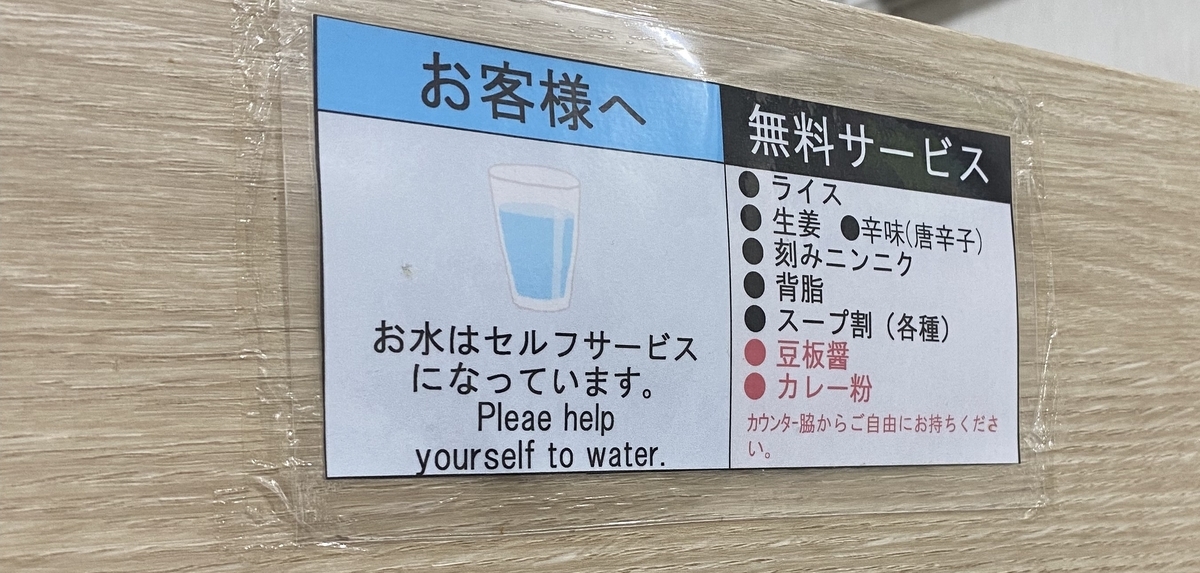 お客様へ
お水はセルフサービス
になっています。
Pleae help
yourself to water.
無料サービス
●ライス
●生姜 ●辛味(唐辛子)
●刻みニンニク
●背脂
●スープ割（各種）
●豆板醤
●カレー粉
カウンター脇からご自由にお持ちくださ
い。